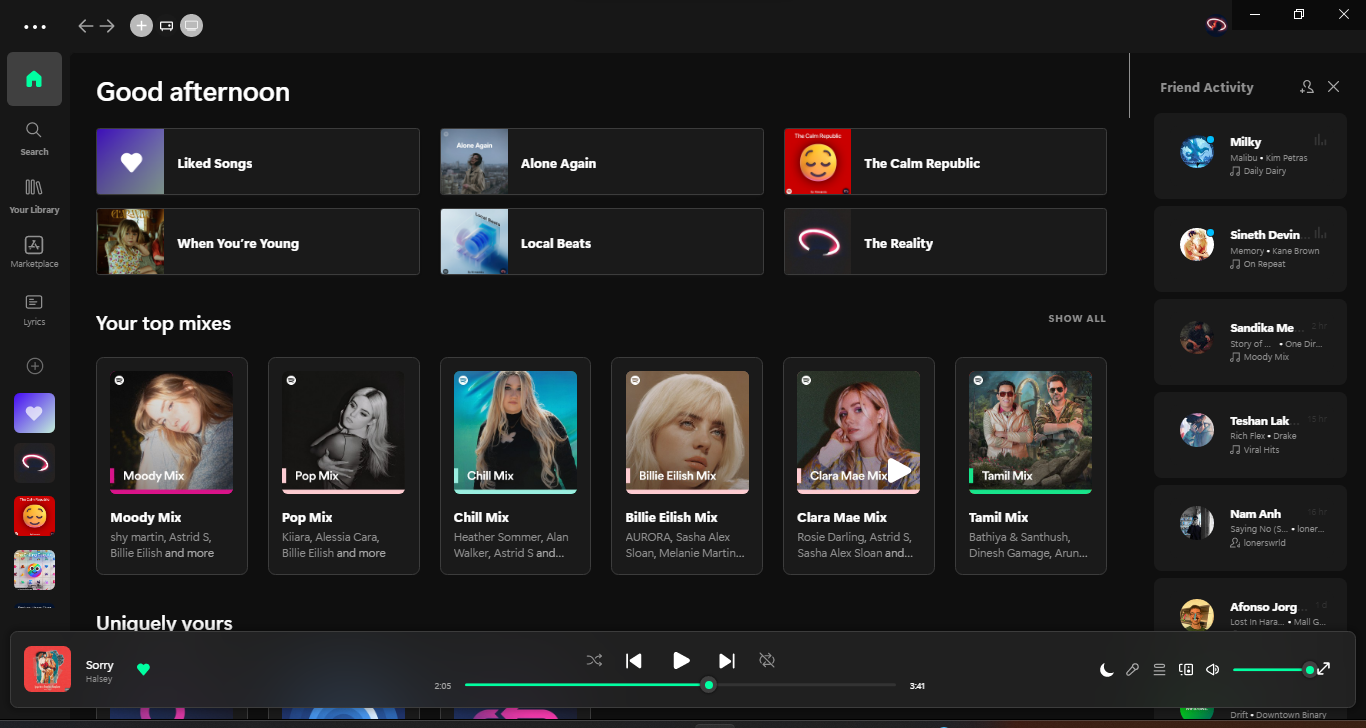 Good afternoon
Liked Songs
Alone Again
Alone Again
The Calm Republic
The Calm Republic
When You're Young
Local Beats
Local Beats
The Reality
Search
Your Library
Marketplace
Lyrics
Your top mixes
SHOW ALL
Moody Mix
Pop Mix
Chill Mix
Billie Eilish Mix
Clara Mae Mix
Tamil Mix
Moody Mix
shy martin, Astrid S,
Billie Eilish and more
Pop Mix
Kiiara, Alessia Cara,
Billie Eilish and more
Chill Mix
Heather Sommer, Alan
Walker, Astrid S and...
Billie Eilish Mix
AURORA, Sasha Alex
Sloan, Melanie Martin...
Clara Mae Mix
Rosie Darling, Astrid S,
Sasha Alex Sloan and...
Tamil Mix
Bathiya & Santhush,
Dinesh Gamage, Arun...
Uniquely yours
Friend Activity
Milky
Malibu • Kim Petras
Daily Dairy
Sineth Devin...
Memory • Kane Brown
On Repeat
Sandika Me... 2 hr
Story of ... • One Dir...
Moody Mix
Teshan Lak... 15 hr
Rich Flex • Drake
Viral Hits
Nam Anh 16 hr
Saying No (S... • loner...
lonerswrld
Afonso Jorg... 1 d
Lost In Hara... • Mall G...
Drift • Downtown Binary
Sorry
Halsey
2:05
3:41